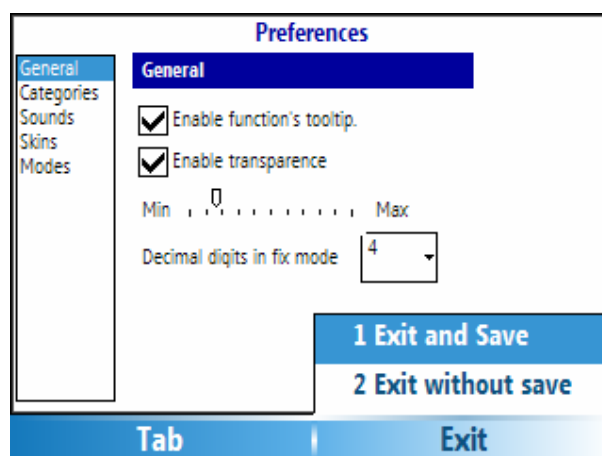 Preferences
General
Categories
Sounds
Skins
Modes
General
Enable function's tooltip.
Enable transparence
Min Max
Decimal digits in fix mode 4
1 Exit and Save
2 Exit without save
Tab Exit